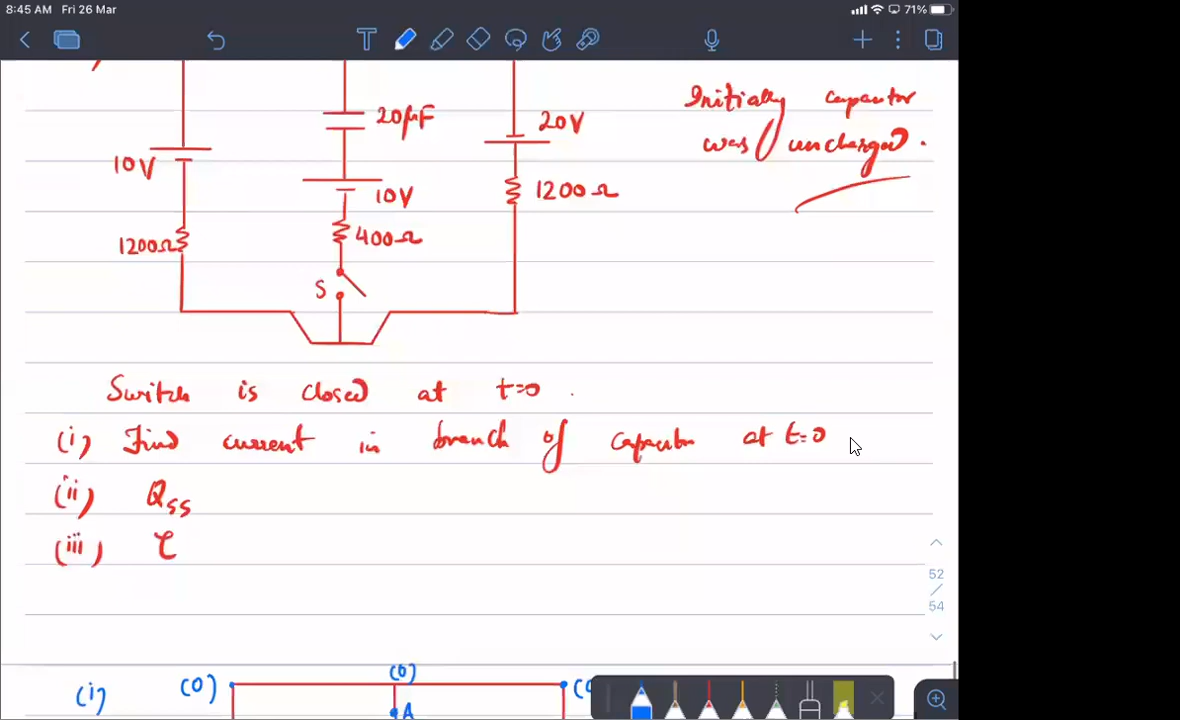 8:45 AM Fri 26 Mar
71%
Initially capacitor
was uncharged.
20μF
20V
10V
10V
1200Ω
1200Ω
400Ω
S
Switch is closed at t=0.
(i) Find current in branch of capacitor at t=0
(ii) Qss
(iii) τ
52
/
54
(i) (0) (0)
A